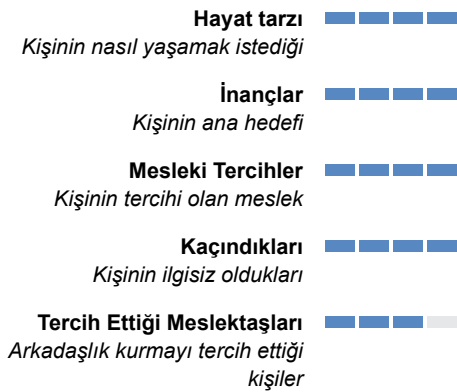 Hayat tarzı
Kişinin nasıl yaşamak istediği
İnançlar
Kişinin ana hedefi
Mesleki Tercihler
Kişinin tercihi olan meslek
Kaçındıkları
Kişinin ilgisiz oldukları
Tercih Ettiği Meslektaşları
Arkadaşlık kurmayı tercih ettiği
kişiler